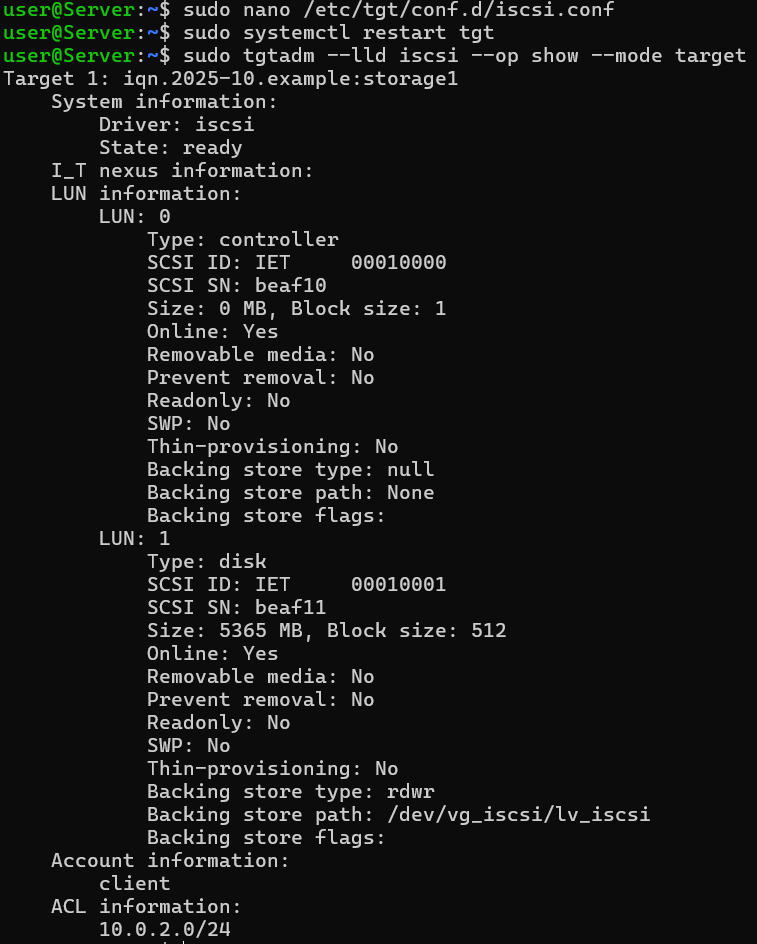 user@Server:~$ sudo nano /etc/tgt/conf.d/iscsi.conf
user@Server:~$ sudo systemctl restart tgt
user@Server:~$ sudo tgtadm --lld iscsi --op show --mode target
Target 1: iqn.2025-10.example:storage1
    System information:
        Driver: iscsi
        State: ready
    I_T nexus information:
    LUN information:
        LUN: 0
            Type: controller
            SCSI ID: IET     00010000
            SCSI SN: beaf10
            Size: 0 MB, Block size: 1
            Online: Yes
            Removable media: No
            Prevent removal: No
            Readonly: No
            SWP: No
            Thin-provisioning: No
            Backing store type: null
            Backing store path: None
            Backing store flags:
        LUN: 1
            Type: disk
            SCSI ID: IET     00010001
            SCSI SN: beaf11
            Size: 5365 MB, Block size: 512
            Online: Yes
            Removable media: No
            Prevent removal: No
            Readonly: No
            SWP: No
            Thin-provisioning: No
            Backing store type: rdwr
            Backing store path: /dev/vg_iscsi/lv_iscsi
            Backing store flags:
    Account information:
        client
    ACL information:
        10.0.2.0/24